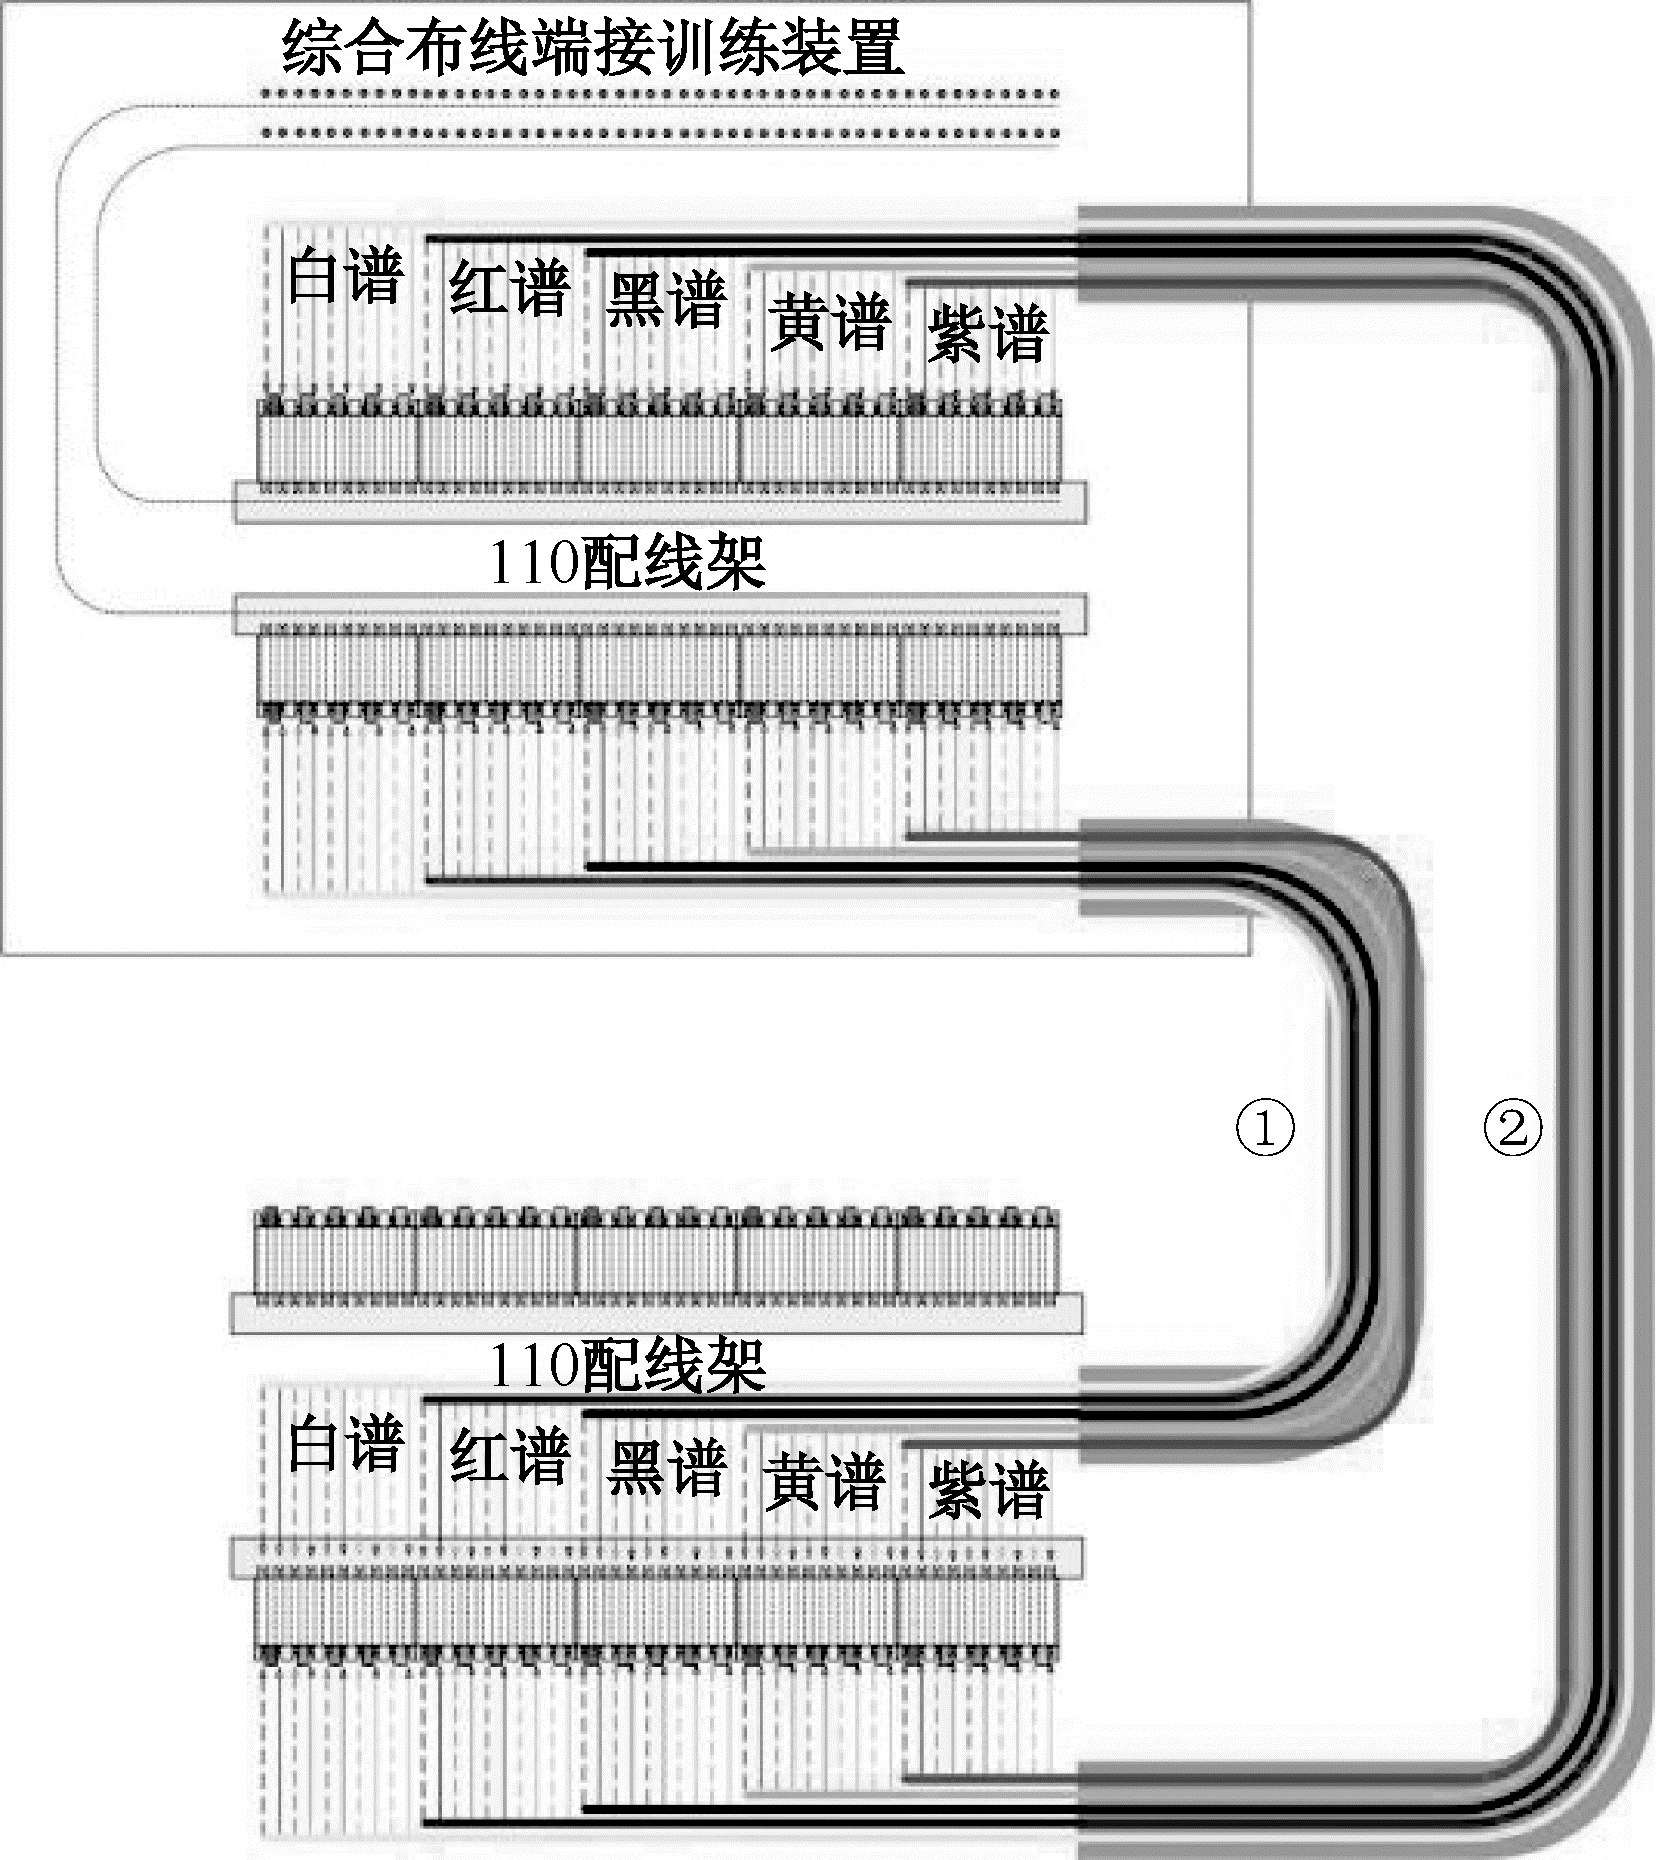 综合布线端接训练装置
白谱 红谱 黑谱 黄谱 紫谱
110配线架
① ②
110配线架
白谱 红谱 黑谱 黄谱 紫谱